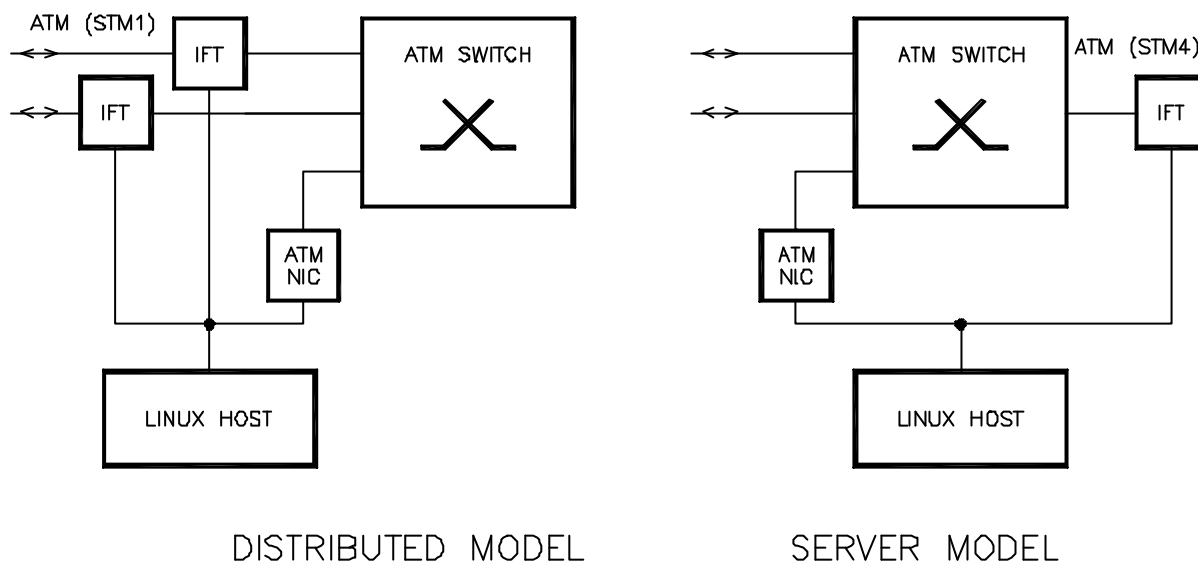 ATM (STM1)
IFT
ATM SWITCH
IFT
ATM
NIC
LINUX HOST
DISTRIBUTED MODEL
ATM SWITCH
ATM (STM4)
IFT
ATM
NIC
LINUX HOST
SERVER MODEL